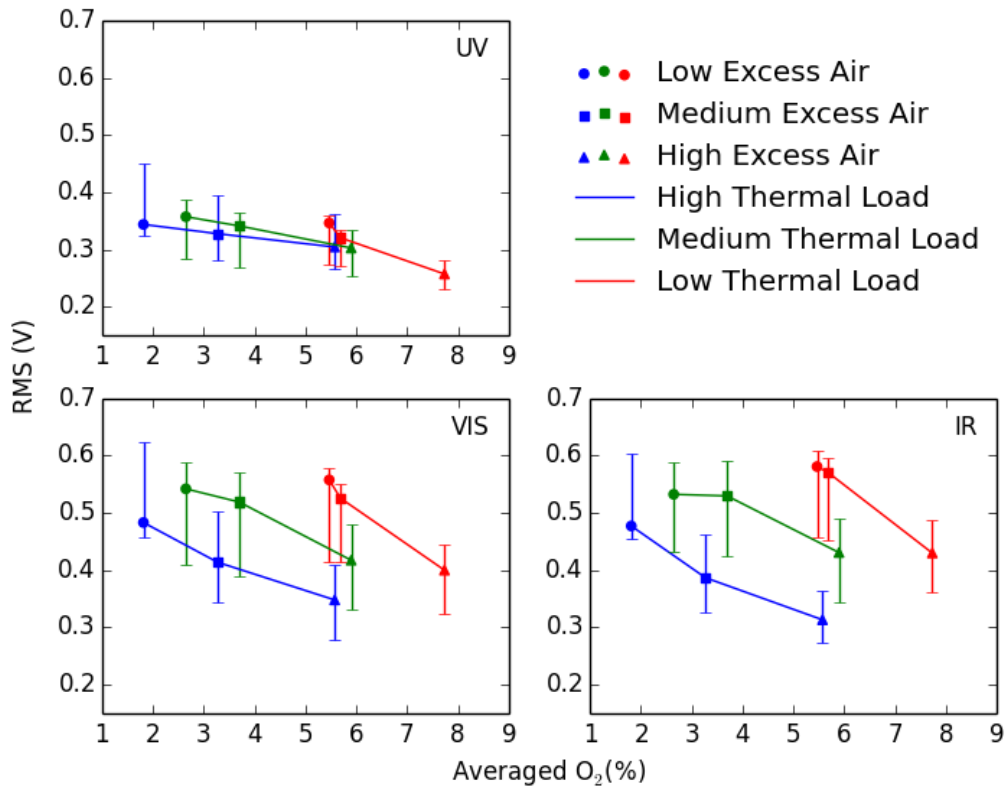 0.7
0.6
0.5
0.4
0.3
0.2
UV
1 2 3 4 5 6 7 8 9
Low Excess Air
Medium Excess Air
High Excess Air
High Thermal Load
Medium Thermal Load
Low Thermal Load
RMS (V)
0.7
0.6
0.5
0.4
0.3
0.2
VIS
1 2 3 4 5 6 7 8 9
0.7
0.6
0.5
0.4
0.3
0.2
IR
1 2 3 4 5 6 7 8 9
Averaged O₂(%)